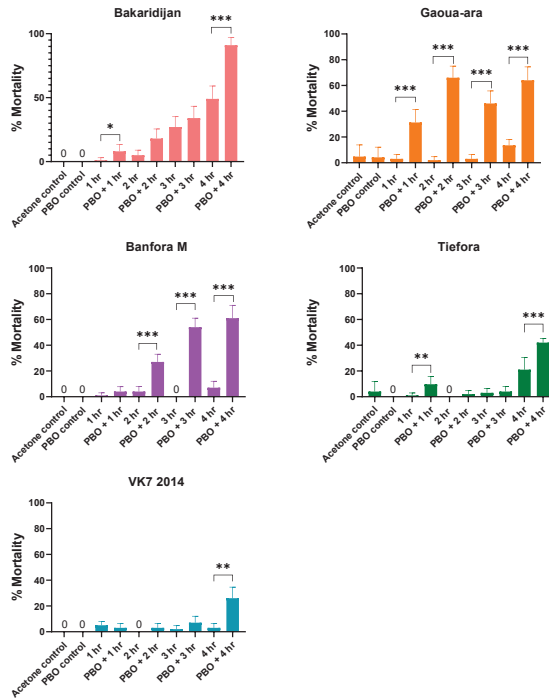 Bakaridijan
% Mortality
100
50
0
***
*
0 0
Acetone control
PBO control
1 hr
PBO + 1 hr
2 hr
PBO + 2 hr
3 hr
PBO + 3 hr
4 hr
PBO + 4 hr
Gaoua-ara
% Mortality
100
80
60
40
20
0
***
***
***
***
Acetone control
PBO control
1 hr
PBO + 1 hr
2 hr
PBO + 2 hr
3 hr
PBO + 3 hr
4 hr
PBO + 4 hr
Banfora M
% Mortality
100
80
60
40
20
0
***
***
***
0 0 0
Acetone control
PBO control
1 hr
PBO + 1 hr
2 hr
PBO + 2 hr
3 hr
PBO + 3 hr
4 hr
PBO + 4 hr
Tiefora
% Mortality
100
80
60
40
20
0
***
**
0 0
Acetone control
PBO control
1 hr
PBO + 1 hr
2 hr
PBO + 2 hr
3 hr
PBO + 3 hr
4 hr
PBO + 4 hr
VK7 2014
% Mortality
100
80
60
40
20
0
**
0 0 0
Acetone control
PBO control
1 hr
PBO + 1 hr
2 hr
PBO + 2 hr
3 hr
PBO + 3 hr
4 hr
PBO + 4 hr